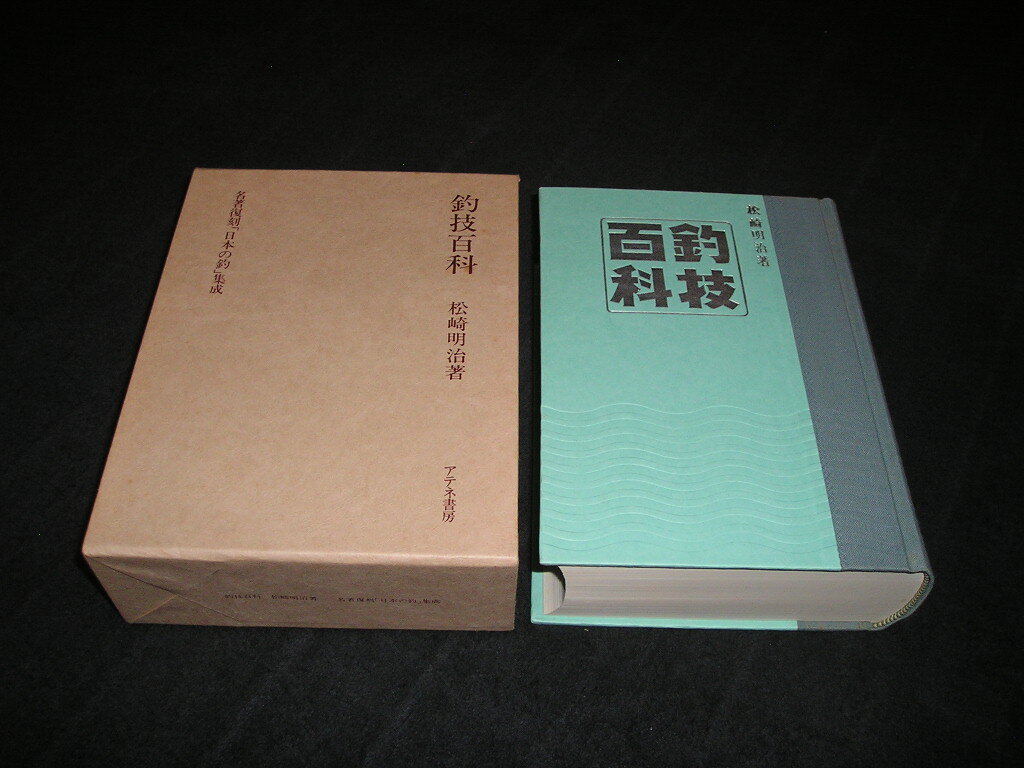 釣技百科 松崎明治著 アテネ書房
名著復刻「日本の釣」集成
松崎明治著
釣技
百科